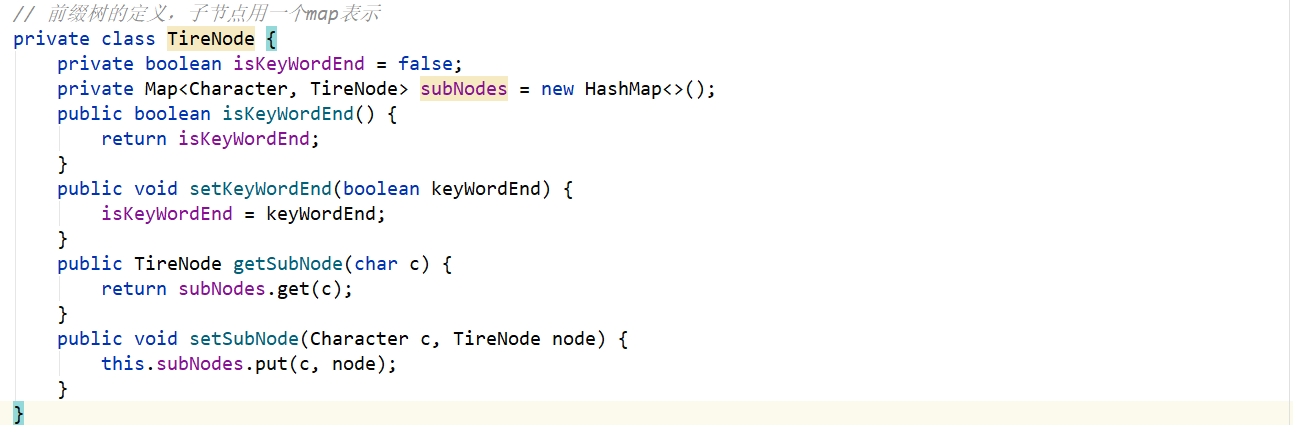 // 前缀树的定义，子节点用一个map表示
private class TireNode {
    private boolean isKeyWordEnd = false;
    private Map<Character, TireNode> subNodes = new HashMap<>();
    public boolean isKeyWordEnd() {
        return isKeyWordEnd;
    }
    public void setKeyWordEnd(boolean keyWordEnd) {
        isKeyWordEnd = keyWordEnd;
    }
    public TireNode getSubNode(char c) {
        return subNodes.get(c);
    }
    public void setSubNode(Character c, TireNode node) {
        this.subNodes.put(c, node);
    }
}